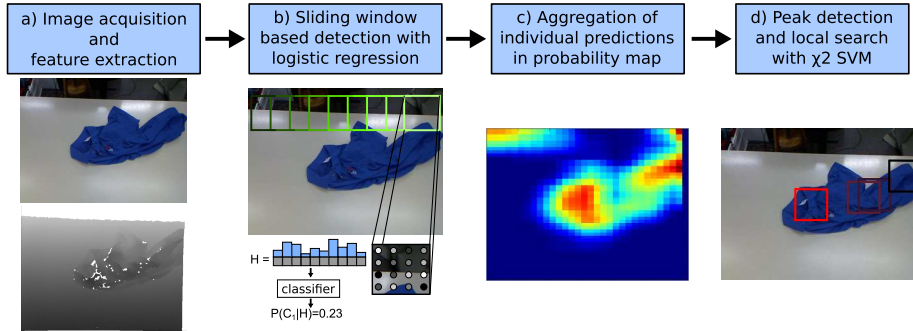 a) Image acquisition
and
feature extraction
b) Sliding window
based detection with
logistic regression
c) Aggregation of
individual predictions
in probability map
d) Peak detection
and local search
with χ2 SVM
H =
classifier
P(C₁|H)=0.23